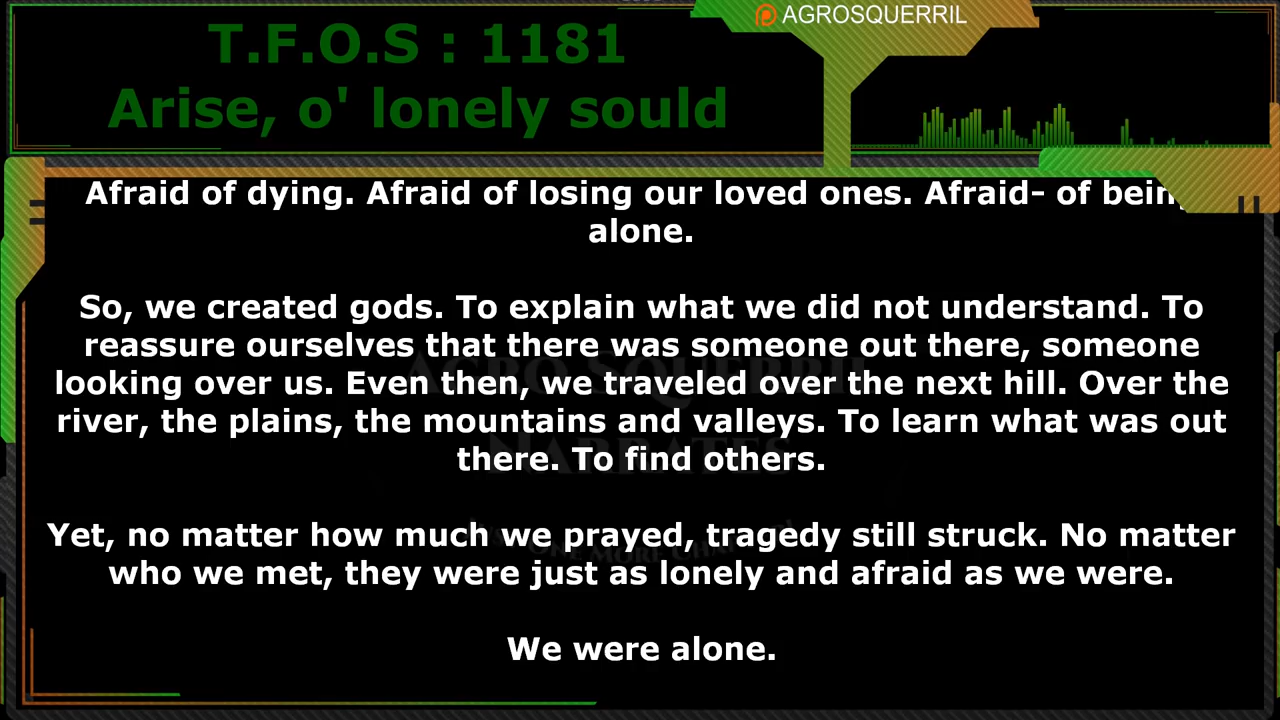 AGROSQUERRIL
T.F.O.S : 1181
Arise, o' lonely sould
Afraid of dying. Afraid of losing our loved ones. Afraid- of being
alone.
So, we created gods. To explain what we did not understand. To
reassure ourselves that there was someone out there, someone
looking over us. Even then, we traveled over the next hill. Over the
river, the plains, the mountains and valleys. To learn what was out
there. To find others.
Yet, no matter how much we prayed, tragedy still struck. No matter
who we met, they were just as lonely and afraid as we were.
We were alone.
Agro Squerril
Narrates